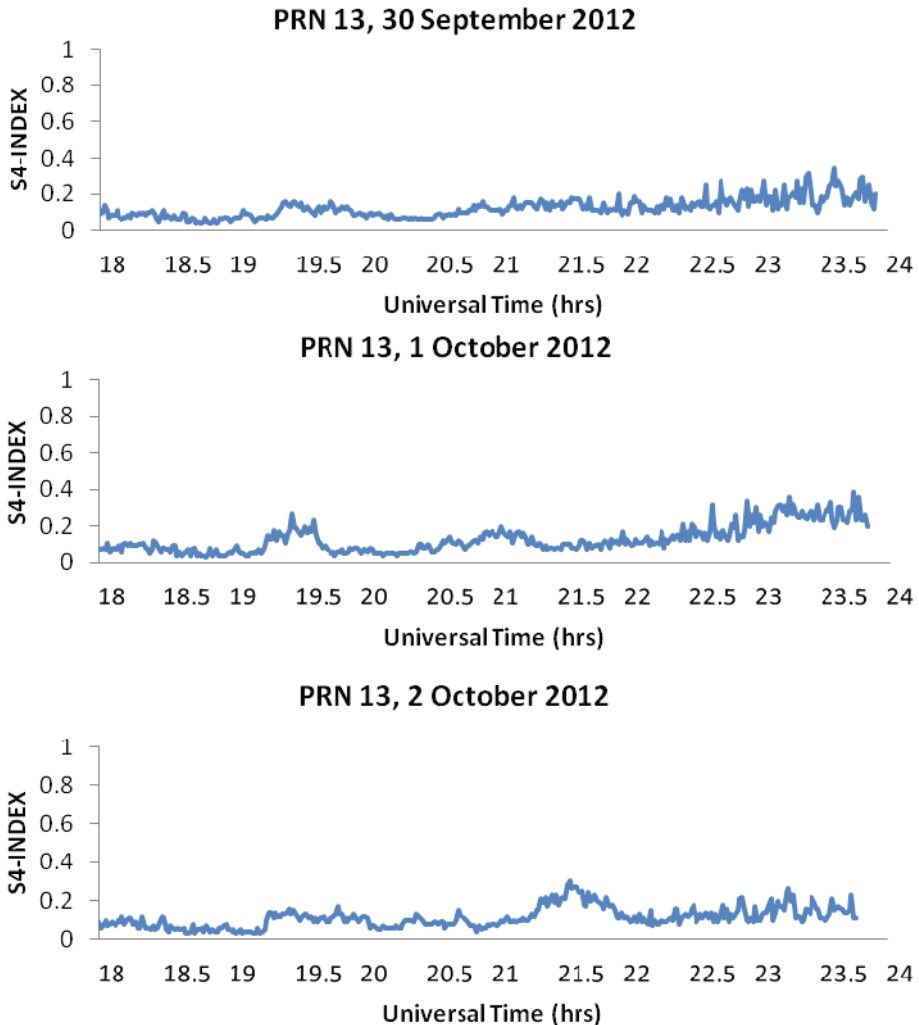 PRN 13, 30 September 2012
1
0.8
0.6
0.4
0.2
0
S4-INDEX
18 18.5 19 19.5 20 20.5 21 21.5 22 22.5 23 23.5 24
Universal Time (hrs)
PRN 13, 1 October 2012
1
0.8
0.6
0.4
0.2
0
S4-INDEX
18 18.5 19 19.5 20 20.5 21 21.5 22 22.5 23 23.5 24
Universal Time (hrs)
PRN 13, 2 October 2012
1
0.8
0.6
0.4
0.2
0
S4-INDEX
18 18.5 19 19.5 20 20.5 21 21.5 22 22.5 23 23.5 24
Universal Time (hrs)